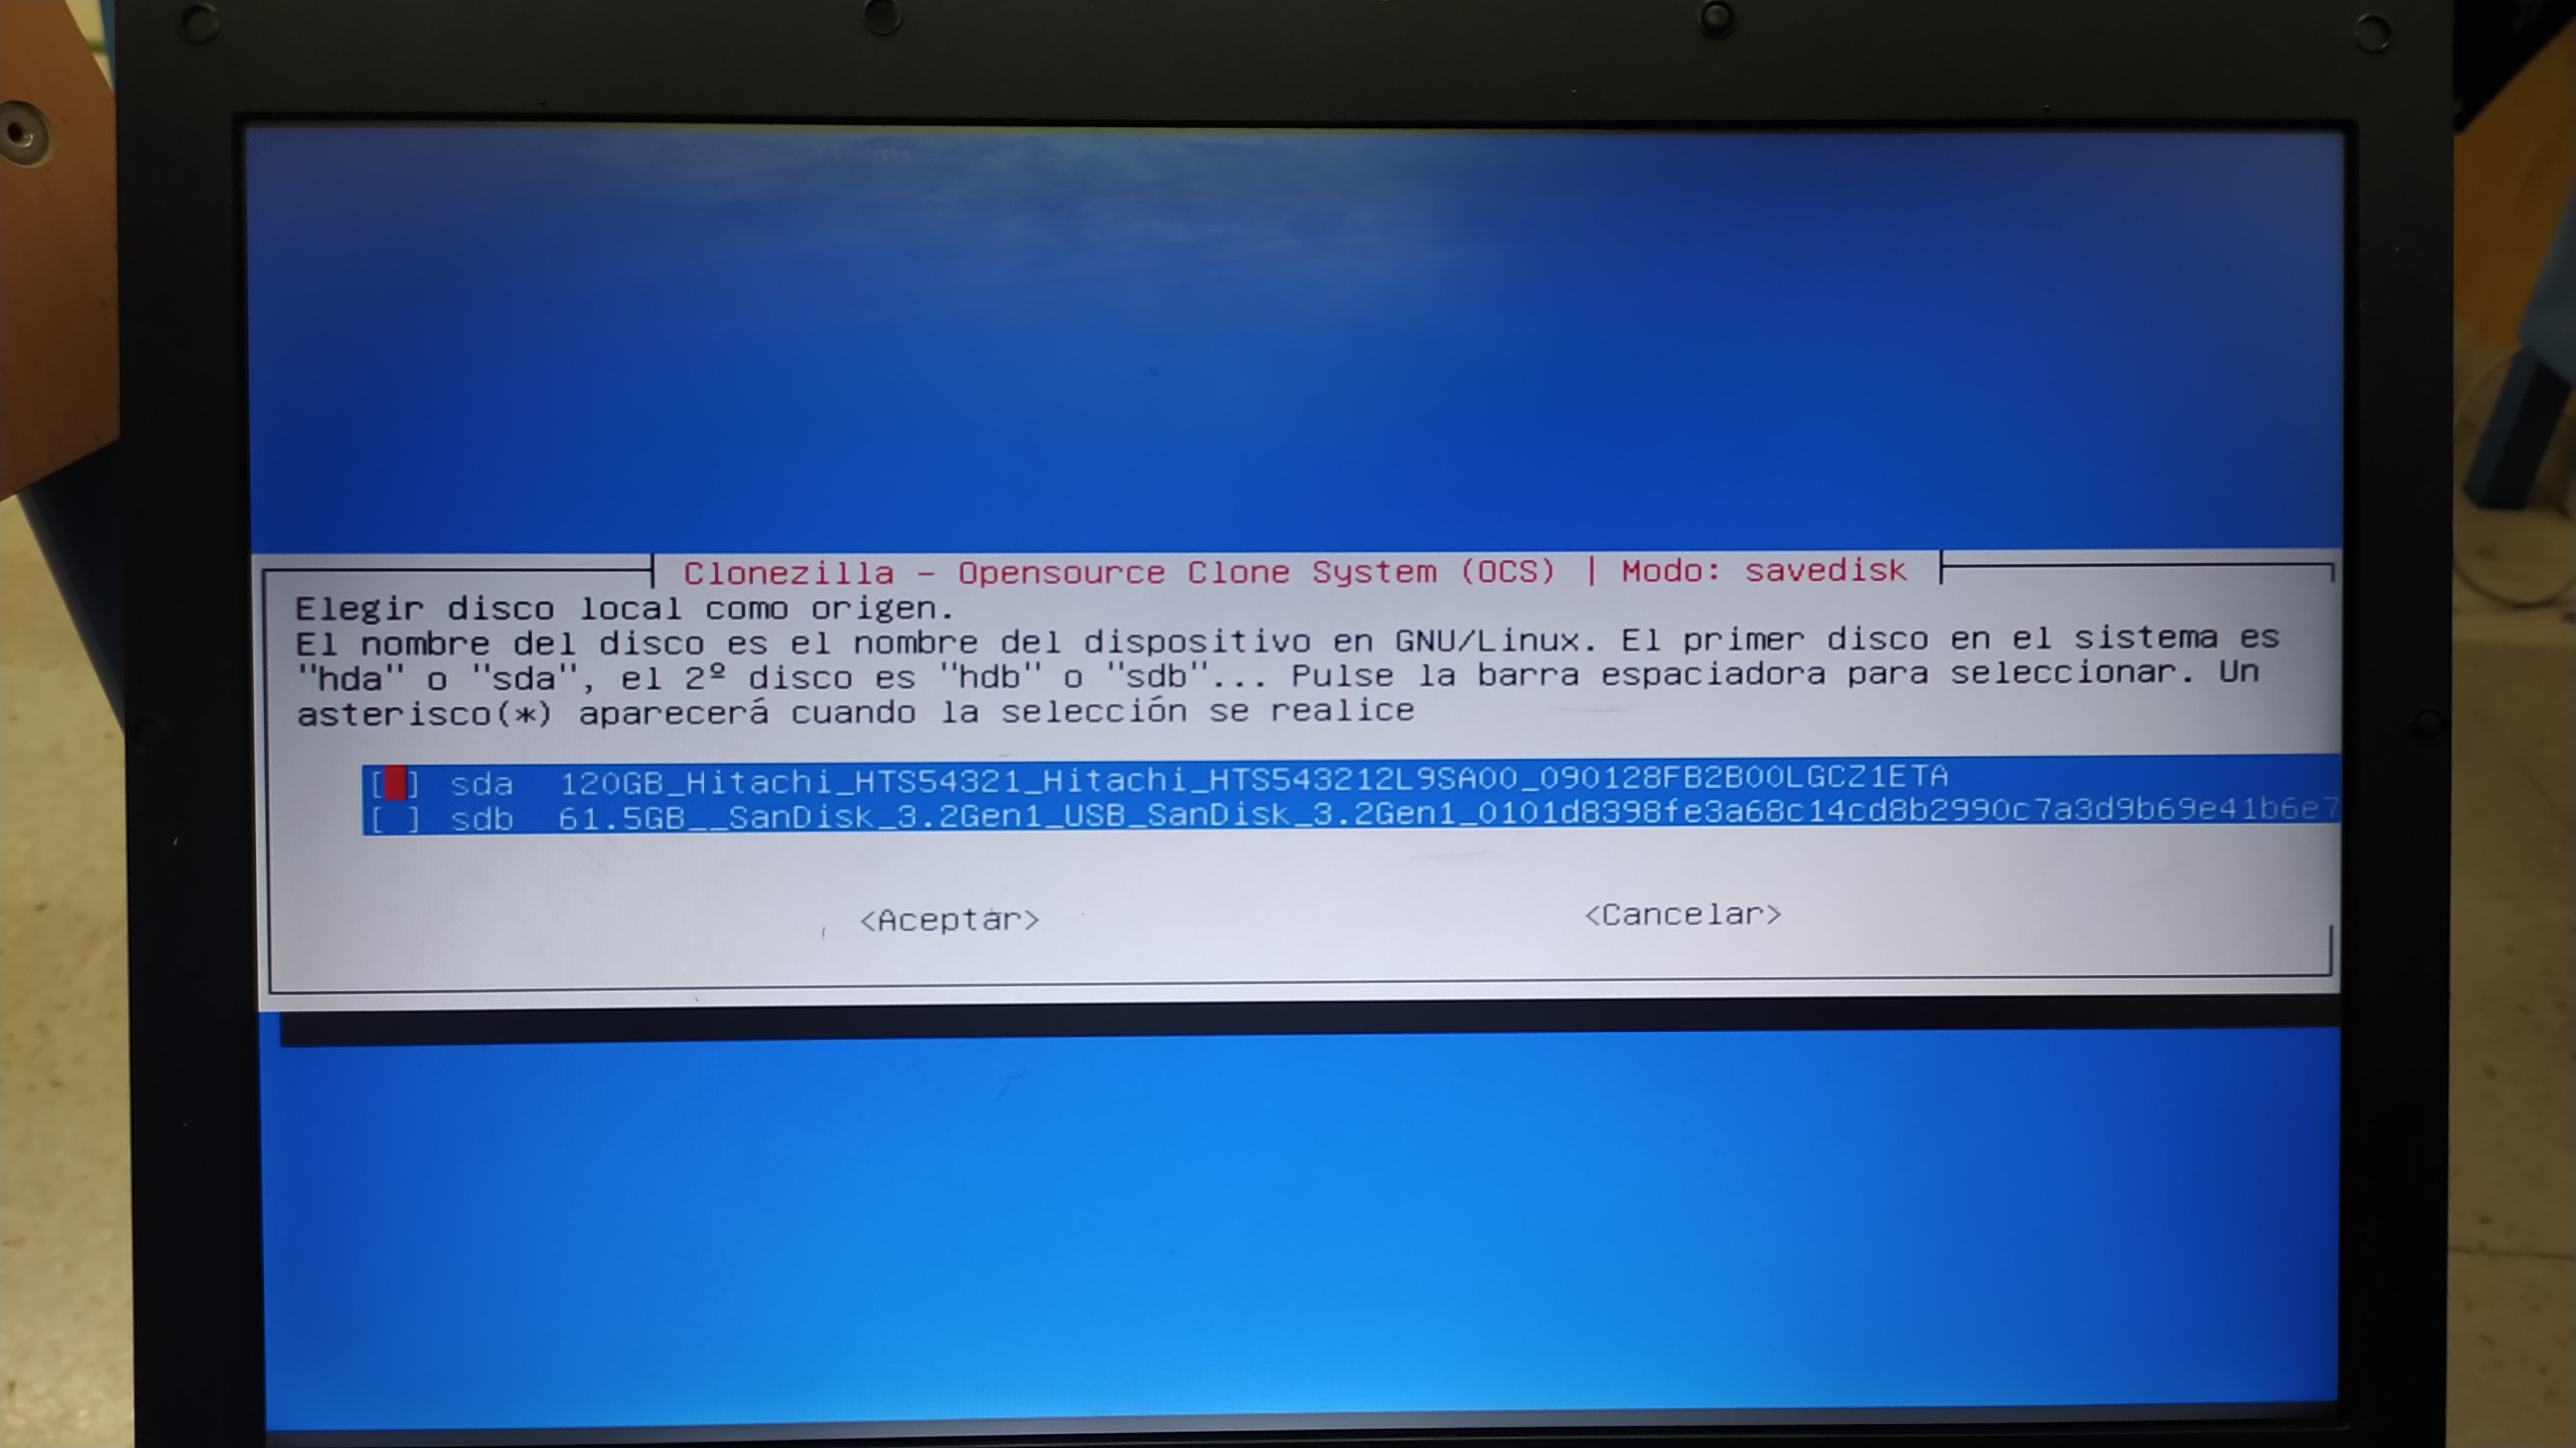 Clonezilla - Opensource Clone System (OCS) | Modo: savedisk
Elegir disco local como origen.
El nombre del disco es el nombre del dispositivo en GNU/Linux. El primer disco en el sistema es
"hda" o "sda", el 2º disco es "hdb" o "sdb"... Pulse la barra espaciadora para seleccionar. Un
asterisco(*) aparecerá cuando la selección se realice
[ ] sda 120GB_Hitachi_HTS54321_Hitachi_HTS543212L9SA00_090128FB2B00LGCZ1ETA
[ ] sdb 61.5GB__SanDisk_3.2Gen1_USB_SanDisk_3.2Gen1_0101d8398fe3a68c14cd8b2990c7a3d9b69e41b6e7
<Aceptar> <Cancelar>